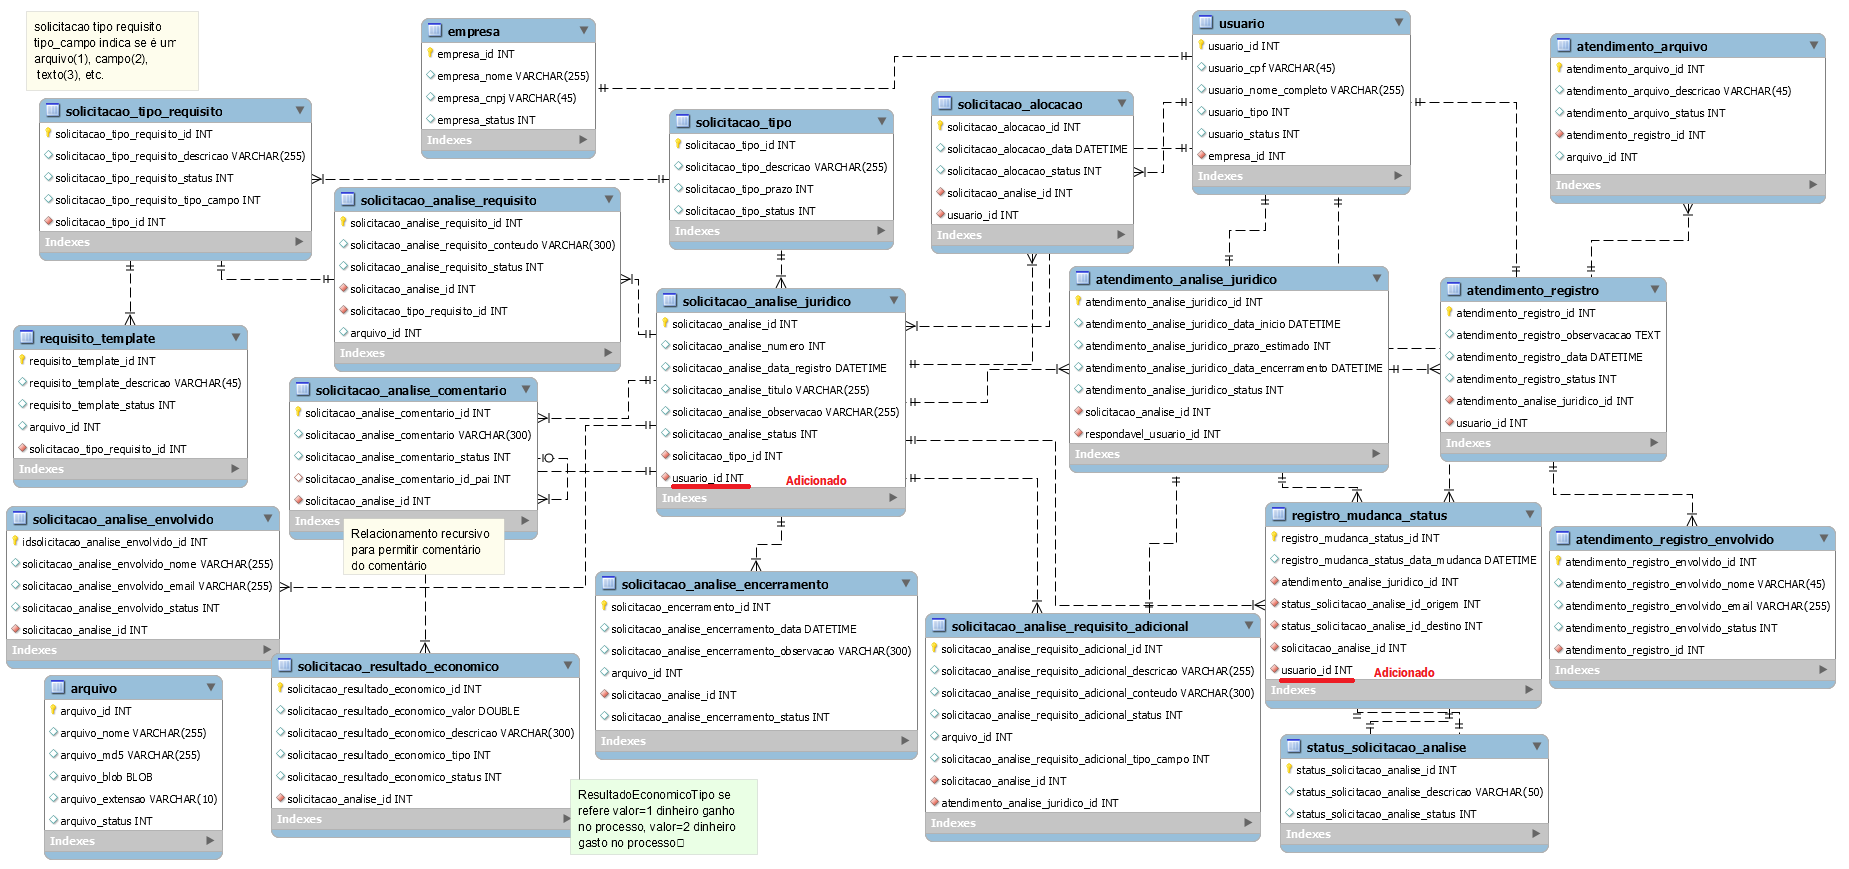 solicitacao tipo requisito
tipo_campo indica se é um
arquivo(1), campo(2),
texto(3), etc.
solicitacao_tipo_requisito
solicitacao_tipo_requisito_id INT
solicitacao_tipo_requisito_descricao VARCHAR(255)
solicitacao_tipo_requisito_status INT
solicitacao_tipo_requisito_tipo_campo INT
solicitacao_tipo_id INT
Indexes
empresa
empresa_id INT
empresa_nome VARCHAR(255)
empresa_cnpj VARCHAR(45)
empresa_status INT
Indexes
solicitacao_tipo
solicitacao_tipo_id INT
solicitacao_tipo_descricao VARCHAR(255)
solicitacao_tipo_prazo INT
solicitacao_tipo_status INT
Indexes
solicitacao_alocacao
solicitacao_alocacao_id INT
solicitacao_alocacao_data DATETIME
solicitacao_alocacao_status INT
solicitacao_analise_id INT
usuario_id INT
Indexes
usuario
usuario_id INT
usuario_cpf VARCHAR(45)
usuario_nome_completo VARCHAR(255)
usuario_tipo INT
usuario_status INT
empresa_id INT
Indexes
atendimento_arquivo
atendimento_arquivo_id INT
atendimento_arquivo_descricao VARCHAR(45)
atendimento_arquivo_status INT
atendimento_registro_id INT
arquivo_id INT
Indexes
solicitacao_analise_requisito
solicitacao_analise_requisito_id INT
solicitacao_analise_requisito_conteudo VARCHAR(300)
solicitacao_analise_requisito_status INT
solicitacao_analise_id INT
solicitacao_tipo_requisito_id INT
arquivo_id INT
Indexes
requisito_template
requisito_template_id INT
requisito_template_descricao VARCHAR(45)
requisito_template_status INT
arquivo_id INT
solicitacao_tipo_requisito_id INT
Indexes
solicitacao_analise_comentario
solicitacao_analise_comentario_id INT
solicitacao_analise_comentario VARCHAR(300)
solicitacao_analise_comentario_status INT
solicitacao_analise_comentario_id_pai INT
solicitacao_analise_id INT
Indexes
Relacionamento recursivo
para permitir comentário
do comentário
solicitacao_analise_juridico
solicitacao_analise_id INT
solicitacao_analise_numero INT
solicitacao_analise_data_registro DATETIME
solicitacao_analise_titulo VARCHAR(255)
solicitacao_analise_observacao VARCHAR(255)
solicitacao_analise_status INT
solicitacao_tipo_id INT
usuario_id INT
Adicionado
Indexes
atendimento_analise_juridico
atendimento_analise_juridico_id INT
atendimento_analise_juridico_data_inicio DATETIME
atendimento_analise_juridico_prazo_estimado INT
atendimento_analise_juridico_data_encerramento DATETIME
atendimento_analise_juridico_status INT
solicitacao_analise_id INT
respondavel_usuario_id INT
Indexes
atendimento_registro
atendimento_registro_id INT
atendimento_registro_observacacao TEXT
atendimento_registro_data DATETIME
atendimento_registro_status INT
atendimento_analise_juridico_id INT
usuario_id INT
Indexes
solicitacao_analise_envolvido
idsolicitacao_analise_envolvido_id INT
solicitacao_analise_envolvido_nome VARCHAR(255)
solicitacao_analise_envolvido_email VARCHAR(255)
solicitacao_analise_envolvido_status INT
solicitacao_analise_id INT
Indexes
arquivo
arquivo_id INT
arquivo_nome VARCHAR(255)
arquivo_md5 VARCHAR(255)
arquivo_blob BLOB
arquivo_extensao VARCHAR(10)
arquivo_status INT
Indexes
solicitacao_resultado_economico
solicitacao_resultado_economico_id INT
solicitacao_resultado_economico_valor DOUBLE
solicitacao_resultado_economico_descricao VARCHAR(300)
solicitacao_resultado_economico_tipo INT
solicitacao_resultado_economico_status INT
solicitacao_analise_id INT
Indexes
ResultadoEconomicoTipo se
refere valor=1 dinheiro ganho
no processo, valor=2 dinheiro
gasto no processo
solicitacao_analise_encerramento
solicitacao_encerramento_id INT
solicitacao_analise_encerramento_data DATETIME
solicitacao_analise_encerramento_observacao VARCHAR(300)
arquivo_id INT
solicitacao_analise_id INT
solicitacao_analise_encerramento_status INT
Indexes
solicitacao_analise_requisito_adicional
solicitacao_analise_requisito_adicional_id INT
solicitacao_analise_requisito_adicional_descricao VARCHAR(255)
solicitacao_analise_requisito_adicional_conteudo VARCHAR(300)
solicitacao_analise_requisito_adicional_status INT
arquivo_id INT
solicitacao_analise_requisito_adicional_tipo_campo INT
solicitacao_analise_id INT
atendimento_analise_juridico_id INT
Indexes
registro_mudanca_status
registro_mudanca_status_id INT
registro_mudanca_status_data_mudanca DATETIME
atendimento_analise_juridico_id INT
status_solicitacao_analise_id_origem INT
status_solicitacao_analise_id_destino INT
solicitacao_analise_id INT
usuario_id INT
Adicionado
Indexes
atendimento_registro_envolvido
atendimento_registro_envolvido_id INT
atendimento_registro_envolvido_nome VARCHAR(45)
atendimento_registro_envolvido_email VARCHAR(255)
atendimento_registro_envolvido_status INT
atendimento_registro_id INT
Indexes
status_solicitacao_analise
status_solicitacao_analise_id INT
status_solicitacao_analise_descricao VARCHAR(50)
status_solicitacao_analise_status INT
Indexes